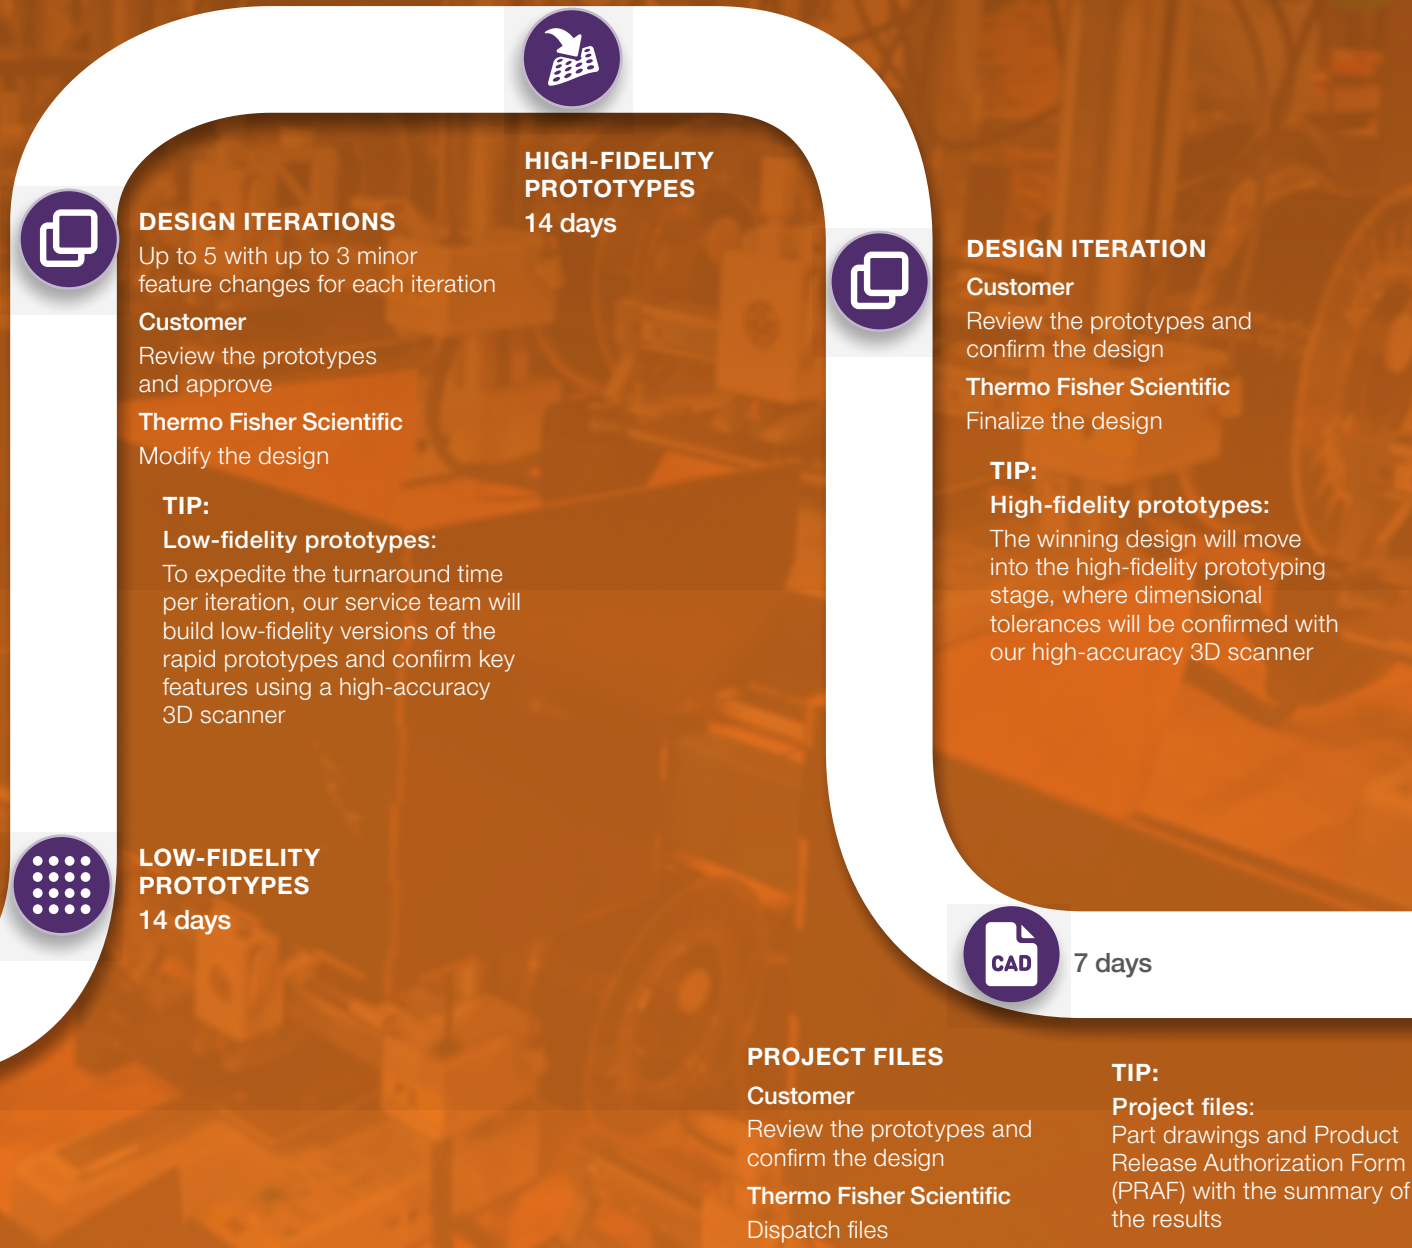 HIGH-FIDELITY
PROTOTYPES
14 days
DESIGN ITERATIONS
Up to 5 with up to 3 minor
feature changes for each iteration
Customer
Review the prototypes
and approve
Thermo Fisher Scientific
Modify the design
TIP:
Low-fidelity prototypes:
To expedite the turnaround time
per iteration, our service team will
build low-fidelity versions of the
rapid prototypes and confirm key
features using a high-accuracy
3D scanner
LOW-FIDELITY
PROTOTYPES
14 days
DESIGN ITERATION
Customer
Review the prototypes and
confirm the design
Thermo Fisher Scientific
Finalize the design
TIP:
High-fidelity prototypes:
The winning design will move
into the high-fidelity prototyping
stage, where dimensional
tolerances will be confirmed with
our high-accuracy 3D scanner
CAD
7 days
PROJECT FILES
Customer
Review the prototypes and
confirm the design
Thermo Fisher Scientific
Dispatch files
TIP:
Project files:
Part drawings and Product
Release Authorization Form
(PRAF) with the summary of
the results